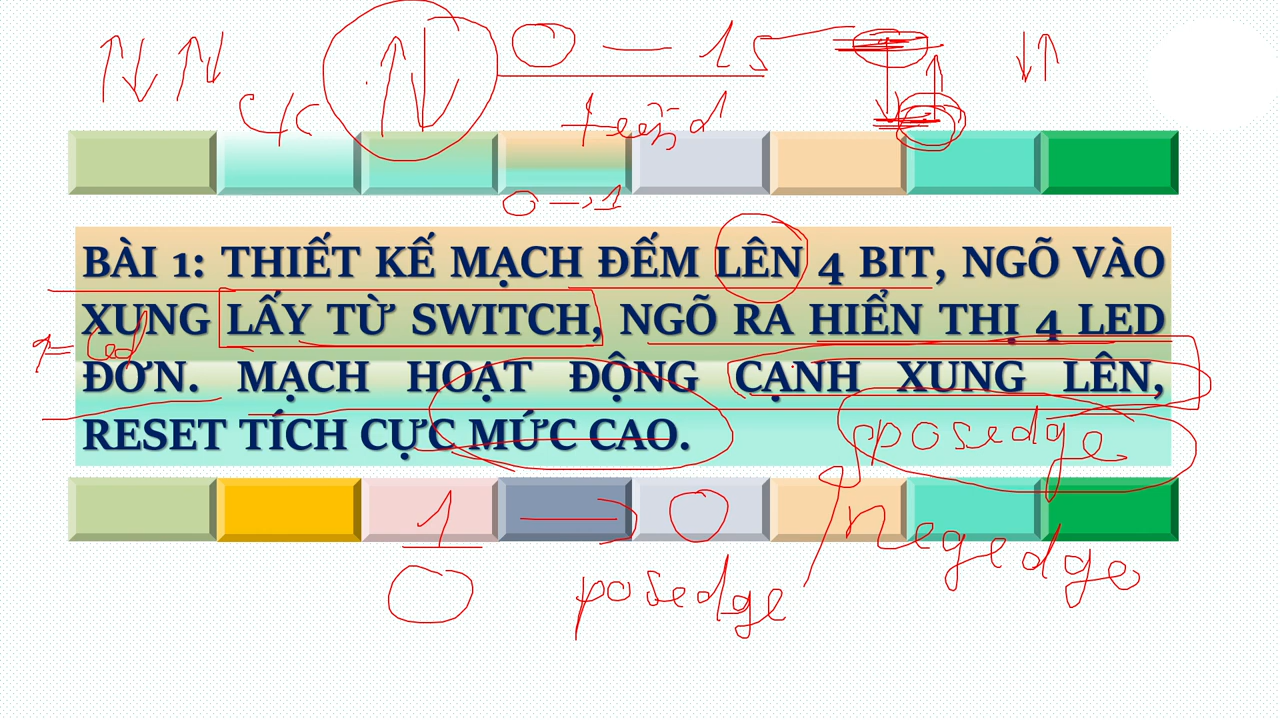 0 — 15
0 → 1
BÀI 1: THIẾT KẾ MẠCH ĐẾM LÊN 4 BIT, NGÕ VÀO
XUNG LẤY TỪ SWITCH, NGÕ RA HIỂN THỊ 4 LED
ĐƠN. MẠCH HOẠT ĐỘNG CẠNH XUNG LÊN,
RESET TÍCH CỰC MỨC CAO.
posedge
1 → 0
negedge
0
posedge